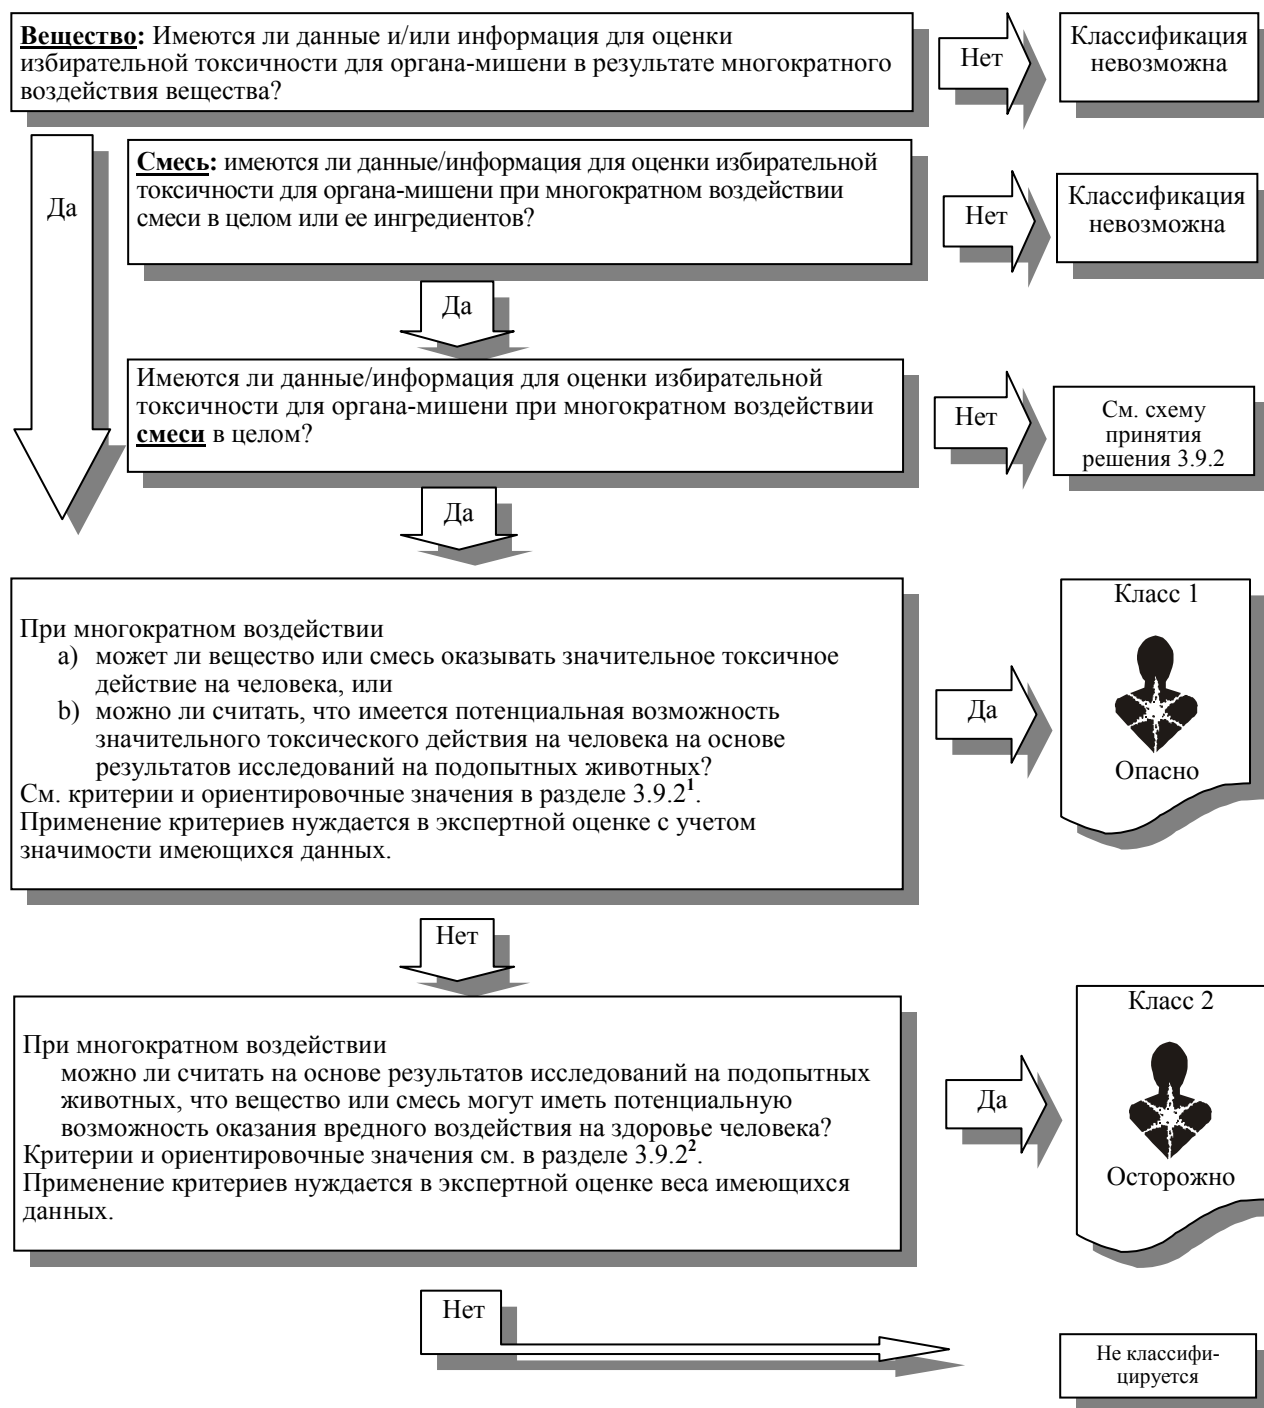 Вещество: Имеются ли данные и/или информация для оценки
избирательной токсичности для органа-мишени в результате многократного
воздействия вещества?
Нет
Классификация
невозможна
Да
Смесь: имеются ли данные/информация для оценки избирательной
токсичности для органа-мишени при многократном воздействии
смеси в целом или ее ингредиентов?
Нет
Классификация
невозможна
Да
Имеются ли данные/информация для оценки избирательной
токсичности для органа-мишени при многократном воздействии
смеси в целом?
Нет
См. схему
принятия
решения 3.9.2
Да
При многократном воздействии
a) может ли вещество или смесь оказывать значительное токсичное
действие на человека, или
b) можно ли считать, что имеется потенциальная возможность
значительного токсического действия на человека на основе
результатов исследований на подопытных животных?
См. критерии и ориентировочные значения в разделе 3.9.2¹.
Применение критериев нуждается в экспертной оценке с учетом
значимости имеющихся данных.
Да
Класс 1
Опасно
Нет
При многократном воздействии
можно ли считать на основе результатов исследований на подопытных
животных, что вещество или смесь могут иметь потенциальную
возможность оказания вредного воздействия на здоровье человека?
Критерии и ориентировочные значения см. в разделе 3.9.2².
Применение критериев нуждается в экспертной оценке веса имеющихся
данных.
Да
Класс 2
Осторожно
Нет
Не классифи-
цируется